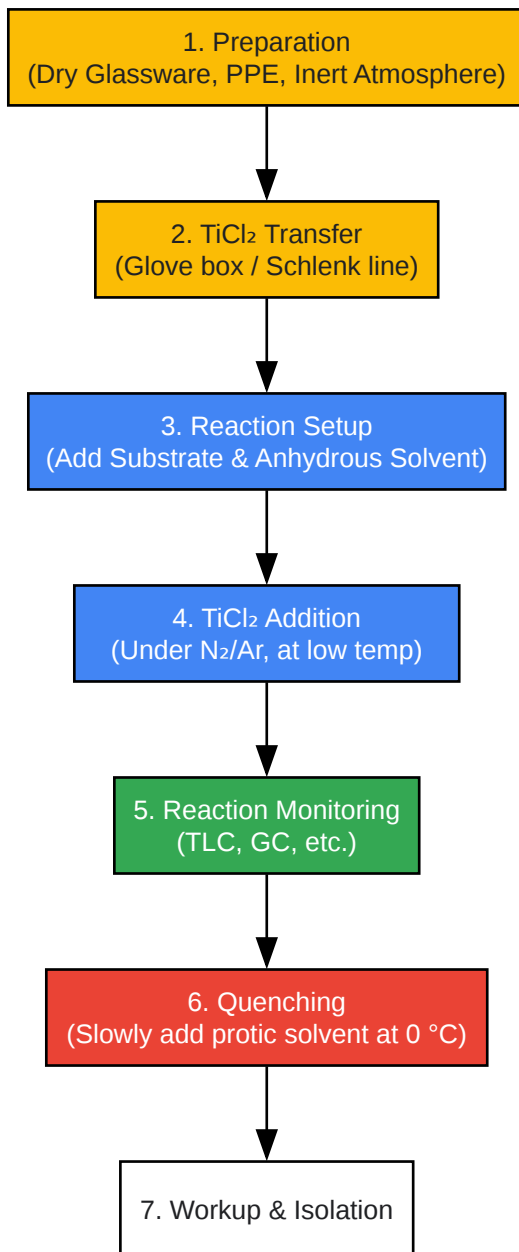 1. Preparation
(Dry Glassware, PPE, Inert Atmosphere)
2. TiCl₂ Transfer
(Glove box / Schlenk line)
3. Reaction Setup
(Add Substrate & Anhydrous Solvent)
4. TiCl₂ Addition
(Under N₂/Ar, at low temp)
5. Reaction Monitoring
(TLC, GC, etc.)
6. Quenching
(Slowly add protic solvent at 0 °C)
7. Workup & Isolation